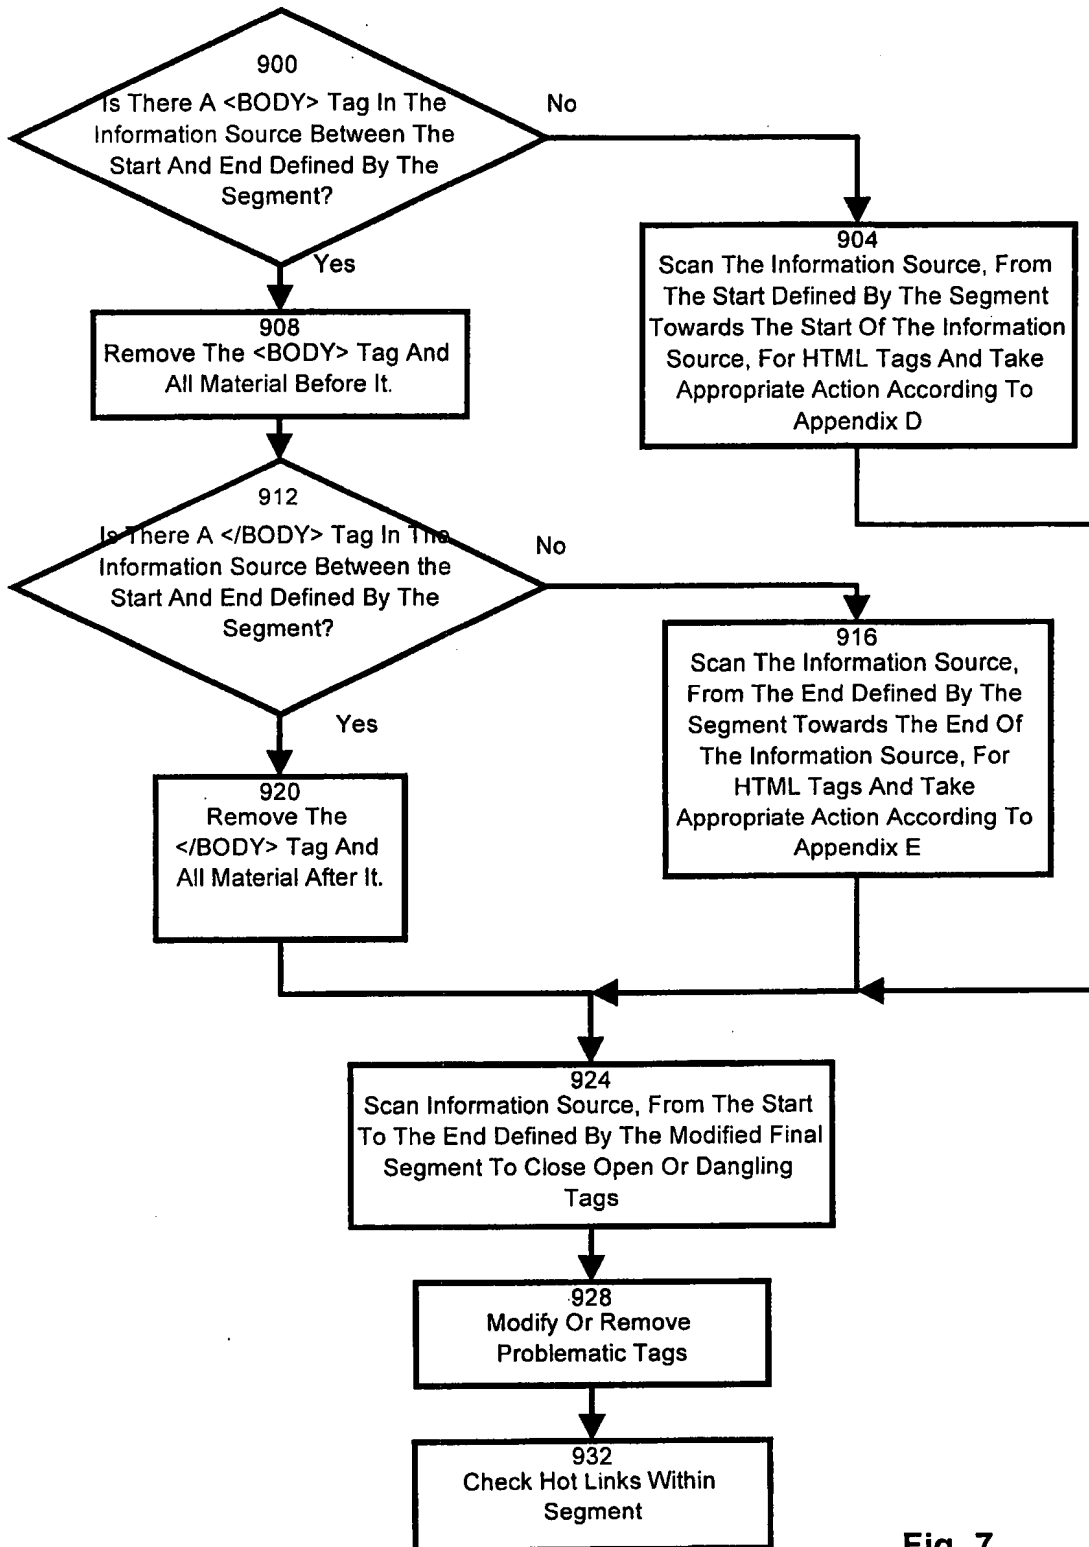 900
Is There A <BODY> Tag In The
Information Source Between The
Start And End Defined By The
Segment?
No
Yes
904
Scan The Information Source, From
The Start Defined By The Segment
Towards The Start Of The Information
Source, For HTML Tags And Take
Appropriate Action According To
Appendix D
908
Remove The <BODY> Tag And
All Material Before It.
912
Is There A </BODY> Tag In The
Information Source Between the
Start And End Defined By The
Segment?
No
Yes
916
Scan The Information Source,
From The End Defined By The
Segment Towards The End Of
The Information Source, For
HTML Tags And Take
Appropriate Action According To
Appendix E
920
Remove The
</BODY> Tag And
All Material After It.
924
Scan Information Source, From The Start
To The End Defined By The Modified Final
Segment To Close Open Or Dangling
Tags
928
Modify Or Remove
Problematic Tags
932
Check Hot Links Within
Segment
Fig. 7